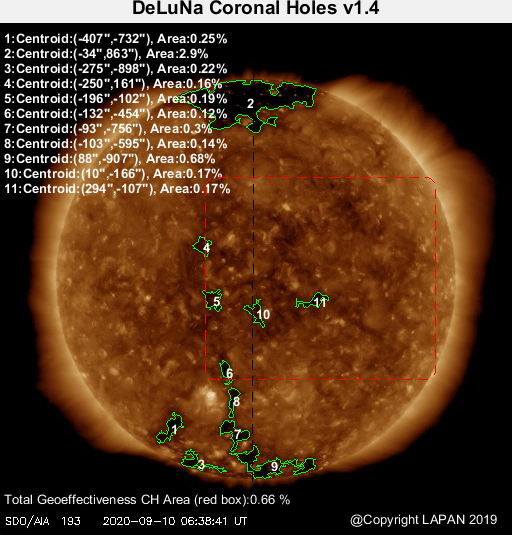 DeLuNa Coronal Holes v1.4
1:Centroid:(-407",-732"), Area:0.25%
2:Centroid:(-34",863"), Area:2.9%
3:Centroid:(-275",-898"), Area:0.22%
4:Centroid:(-250",161"), Area:0.16%
5:Centroid:(-196",-102"), Area:0.19%
6:Centroid:(-132",-454"), Area:0.12%
7:Centroid:(-93",-756"), Area:0.3%
8:Centroid:(-103",-595"), Area:0.14%
9:Centroid:(88",-907"), Area:0.68%
10:Centroid:(10",-166"), Area:0.17%
11:Centroid:(294",-107"), Area:0.17%
2
4
5
11
10
6
8
1
7
3
9
Total Geoeffectiveness CH Area (red box):0.66 %
SDO/AIA 193 2020-09-10 06:38:41 UT
@Copyright LAPAN 2019